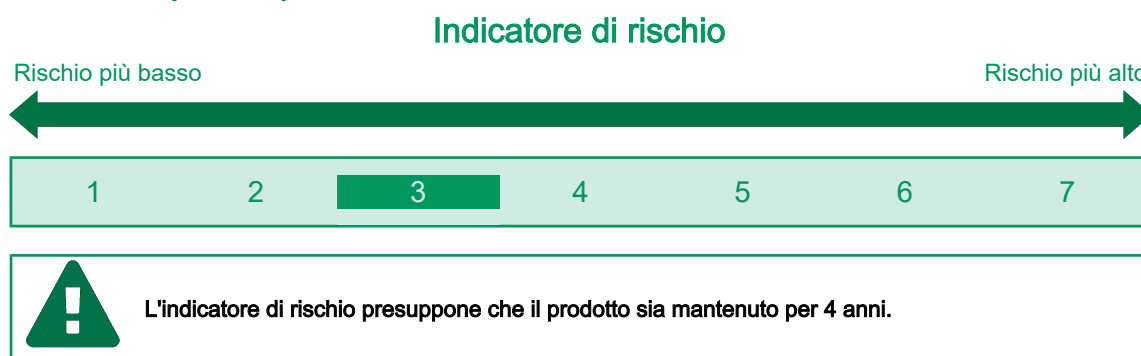 Indicatore di rischio
Rischio più basso Rischio più alto
1 2 3 4 5 6 7
L'indicatore di rischio presuppone che il prodotto sia mantenuto per 4 anni.